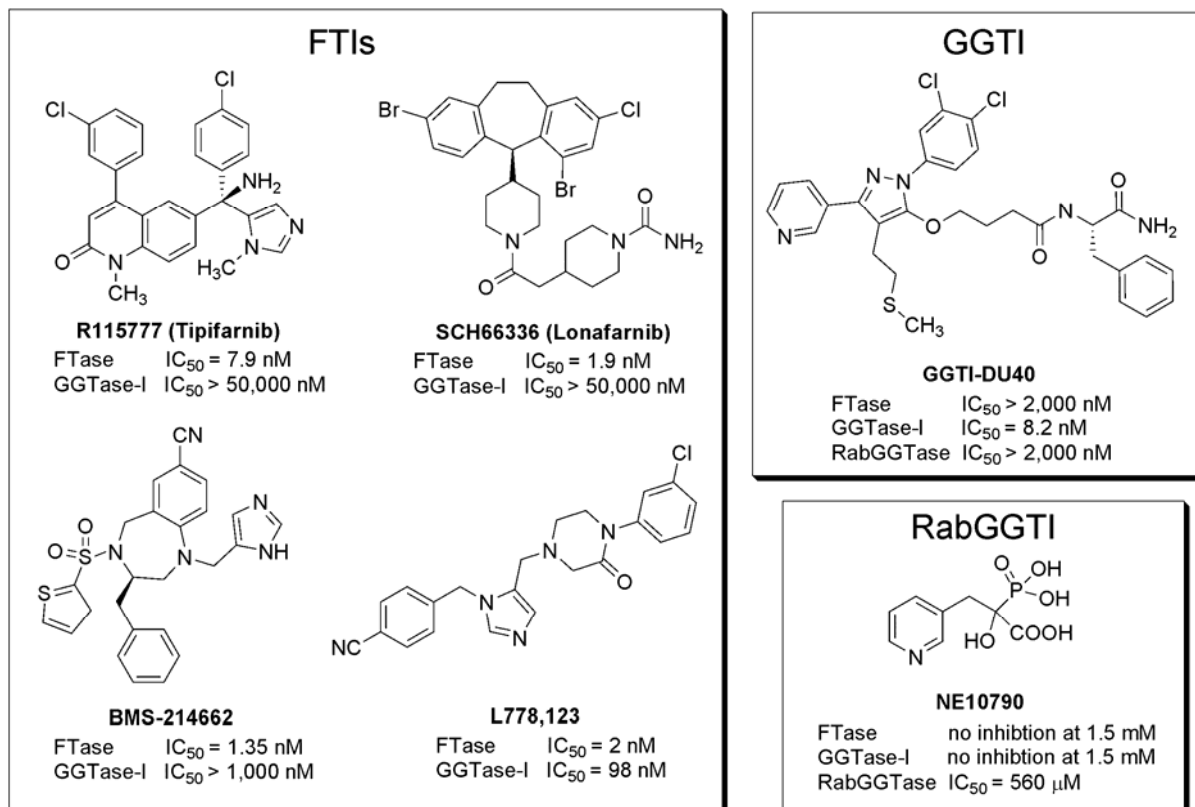 FTIs
Cl
Cl
NH2
N
N
H3C
O
N
CH3
R115777 (Tipifarnib)
FTase IC50 = 7.9 nM
GGTase-I IC50 > 50,000 nM
Br
Cl
Br
N
O
N
NH2
O
SCH66336 (Lonafarnib)
FTase IC50 = 1.9 nM
GGTase-I IC50 > 50,000 nM
CN
O
O
S
N
N
N
NH
S
BMS-214662
FTase IC50 = 1.35 nM
GGTase-I IC50 > 1,000 nM
Cl
N
N
O
N
N
NC
L778,123
FTase IC50 = 2 nM
GGTase-I IC50 = 98 nM
GGTI
Cl
Cl
N
N
N
O
O
H
N
O
NH2
S
CH3
GGTI-DU40
FTase IC50 > 2,000 nM
GGTase-I IC50 = 8.2 nM
RabGGTase IC50 > 2,000 nM
RabGGTI
O
OH
P
OH
N
HO
COOH
NE10790
FTase no inhibtion at 1.5 mM
GGTase-I no inhibtion at 1.5 mM
RabGGTase IC50 = 560 μM